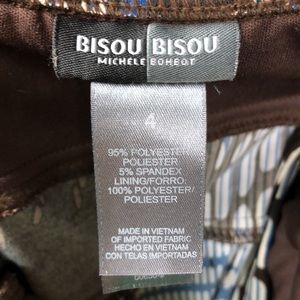 BISOU BISOU
MICHELE BOHBOT
4
95% POLYESTER/
POLIESTER
5% SPANDEX
LINING/FORRO:
100% POLYESTER/
POLIESTER
MADE IN VIETNAM
OF IMPORTED FABRIC
HECHO EN VIETNAM
CON TELAS IMPORTADAS